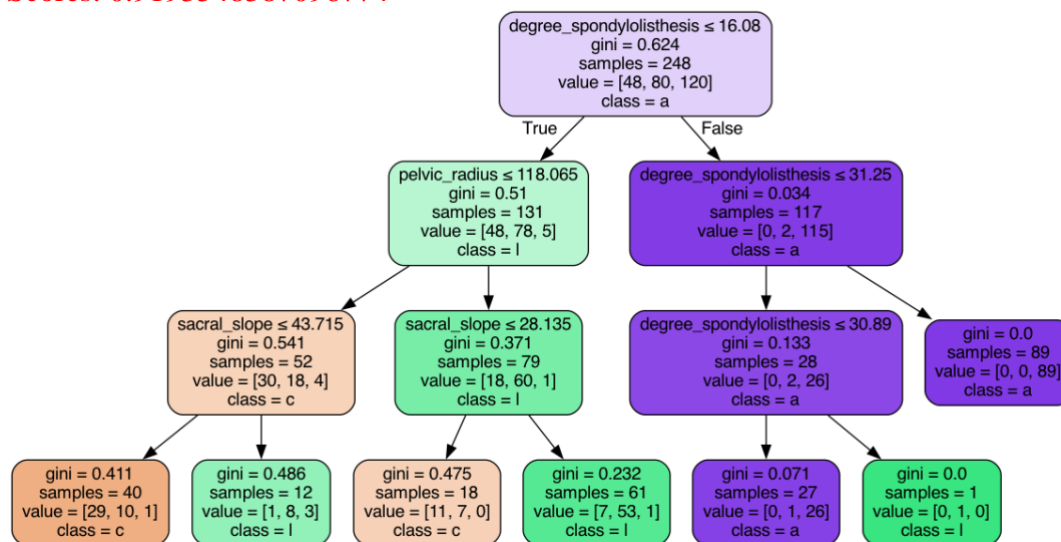 degree_spondylolisthesis ≤ 16.08
gini = 0.624
samples = 248
value = [48, 80, 120]
class = a
True
False
pelvic_radius ≤ 118.065
gini = 0.51
samples = 131
value = [48, 78, 5]
class = l
degree_spondylolisthesis ≤ 31.25
gini = 0.034
samples = 117
value = [0, 2, 115]
class = a
sacral_slope ≤ 43.715
gini = 0.541
samples = 52
value = [30, 18, 4]
class = c
sacral_slope ≤ 28.135
gini = 0.371
samples = 79
value = [18, 60, 1]
class = l
degree_spondylolisthesis ≤ 30.89
gini = 0.133
samples = 28
value = [0, 2, 26]
class = a
gini = 0.0
samples = 89
value = [0, 0, 89]
class = a
gini = 0.411
samples = 40
value = [29, 10, 1]
class = c
gini = 0.486
samples = 12
value = [1, 8, 3]
class = l
gini = 0.475
samples = 18
value = [11, 7, 0]
class = c
gini = 0.232
samples = 61
value = [7, 53, 1]
class = l
gini = 0.071
samples = 27
value = [0, 1, 26]
class = a
gini = 0.0
samples = 1
value = [0, 1, 0]
class = l